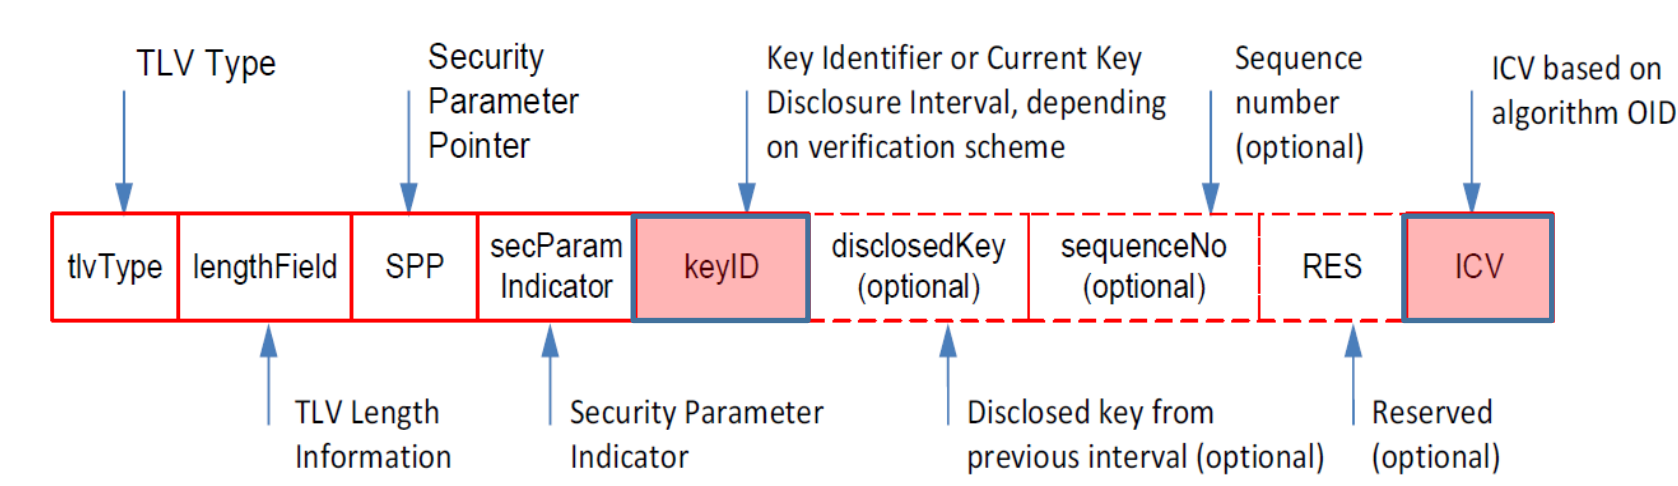 TLV Type
Security
Parameter
Pointer
Key Identifier or Current Key
Disclosure Interval, depending
on verification scheme
Sequence
number
(optional)
ICV based on
algorithm OID
tlvType
lengthField
SPP
secParam
Indicator
keyID
disclosedKey
(optional)
sequenceNo
(optional)
RES
ICV
TLV Length
Information
Security Parameter
Indicator
Disclosed key from
previous interval (optional)
Reserved
(optional)